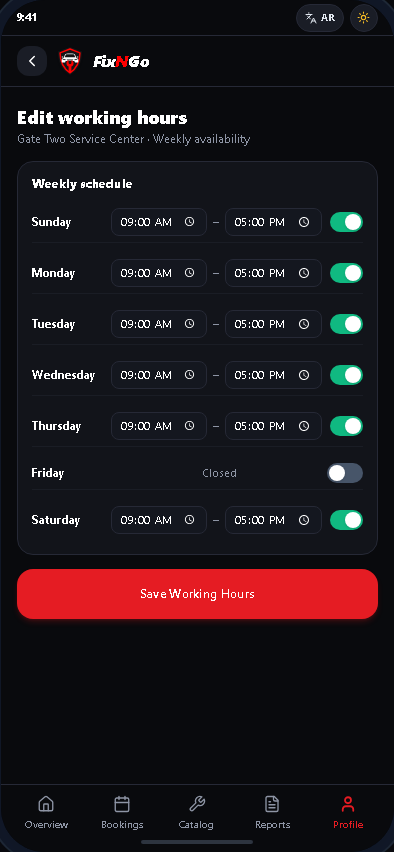 9:41
AR
FixNGo
Edit working hours
Gate Two Service Center · Weekly availability
Weekly schedule
Sunday 09:00 AM – 05:00 PM
Monday 09:00 AM – 05:00 PM
Tuesday 09:00 AM – 05:00 PM
Wednesday 09:00 AM – 05:00 PM
Thursday 09:00 AM – 05:00 PM
Friday Closed
Saturday 09:00 AM – 05:00 PM
Save Working Hours
Overview Bookings Catalog Reports Profile